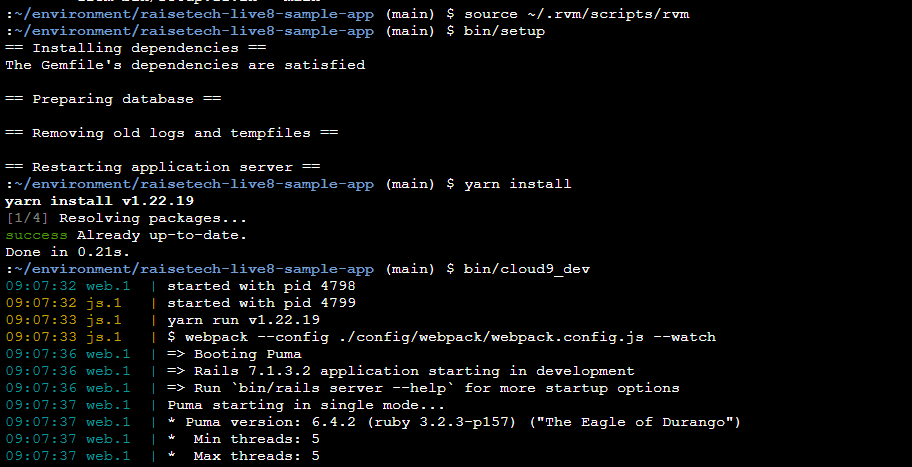 :~/environment/raisetech-live8-sample-app (main) $ source ~/.rvm/scripts/rvm
:~/environment/raisetech-live8-sample-app (main) $ bin/setup
== Installing dependencies ==
The Gemfile's dependencies are satisfied
== Preparing database ==
== Removing old logs and tempfiles ==
== Restarting application server ==
:~/environment/raisetech-live8-sample-app (main) $ yarn install
yarn install v1.22.19
[1/4] Resolving packages...
success Already up-to-date.
Done in 0.21s.
:~/environment/raisetech-live8-sample-app (main) $ bin/cloud9_dev
09:07:32 web.1  | started with pid 4798
09:07:32 js.1   | started with pid 4799
09:07:33 js.1   | yarn run v1.22.19
09:07:33 js.1   | $ webpack --config ./config/webpack/webpack.config.js --watch
09:07:36 web.1  | => Booting Puma
09:07:36 web.1  | => Rails 7.1.3.2 application starting in development
09:07:36 web.1  | => Run `bin/rails server --help` for more startup options
09:07:37 web.1  | Puma starting in single mode...
09:07:37 web.1  | * Puma version: 6.4.2 (ruby 3.2.3-p157) ("The Eagle of Durango")
09:07:37 web.1  | *  Min threads: 5
09:07:37 web.1  | *  Max threads: 5